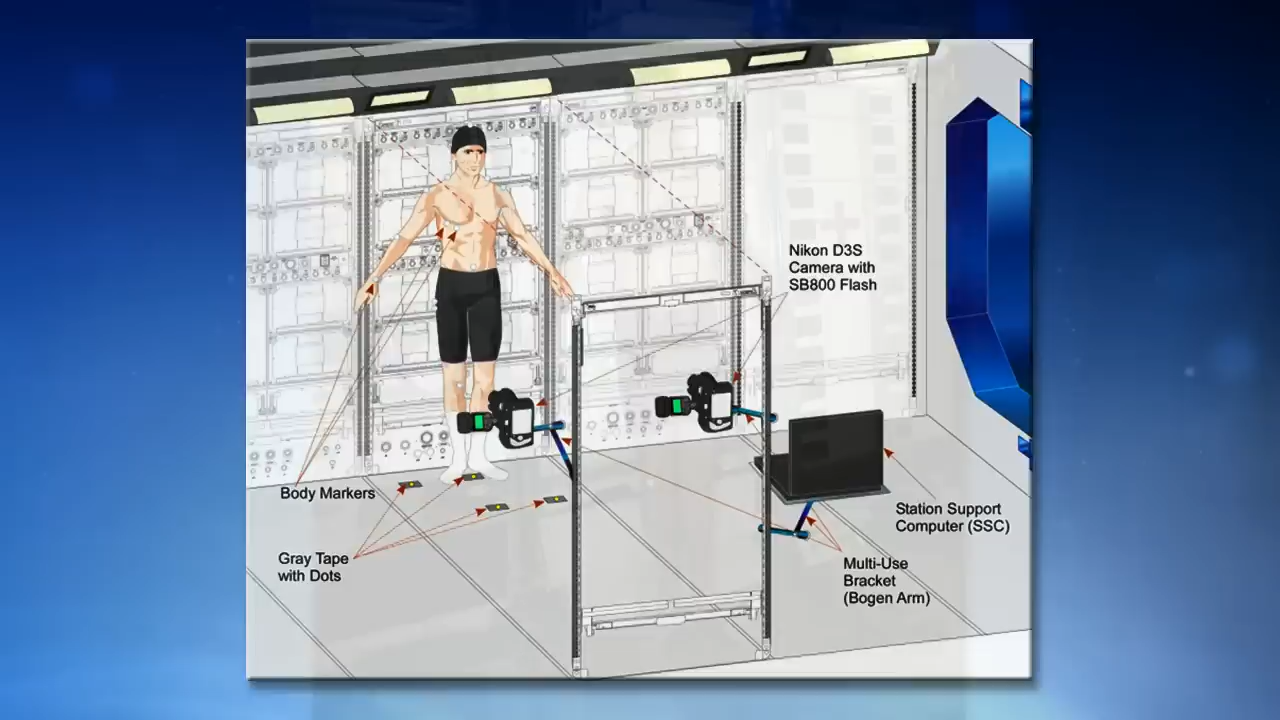 Nikon D3S
Camera with
SB800 Flash
Body Markers
Station Support
Computer (SSC)
Gray Tape
with Dots
Multi-Use
Bracket
(Bogen Arm)